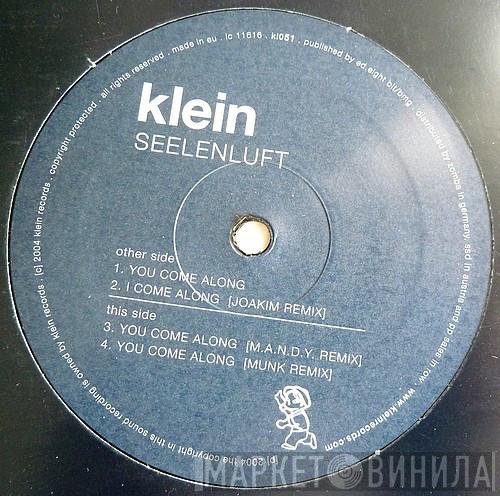 klein
SEELENLUFT
other side
1. YOU COME ALONG
2. I COME ALONG [JOAKIM REMIX]
this side
3. YOU COME ALONG [M.A.N.D.Y. REMIX]
4. YOU COME ALONG [MUNK REMIX]
(p) 2004 the copyright in this sound recording is owned by klein records · (c) 2004 klein records · copyright protected · all rights reserved · made in eu · lc 11616 · kl051 · published by ed.eight bit/bmg · distributed by zomba in germany, ssd in austria and pp sales in row · www.kleinrecords.com
МАРКЕТ ВИНИЛА